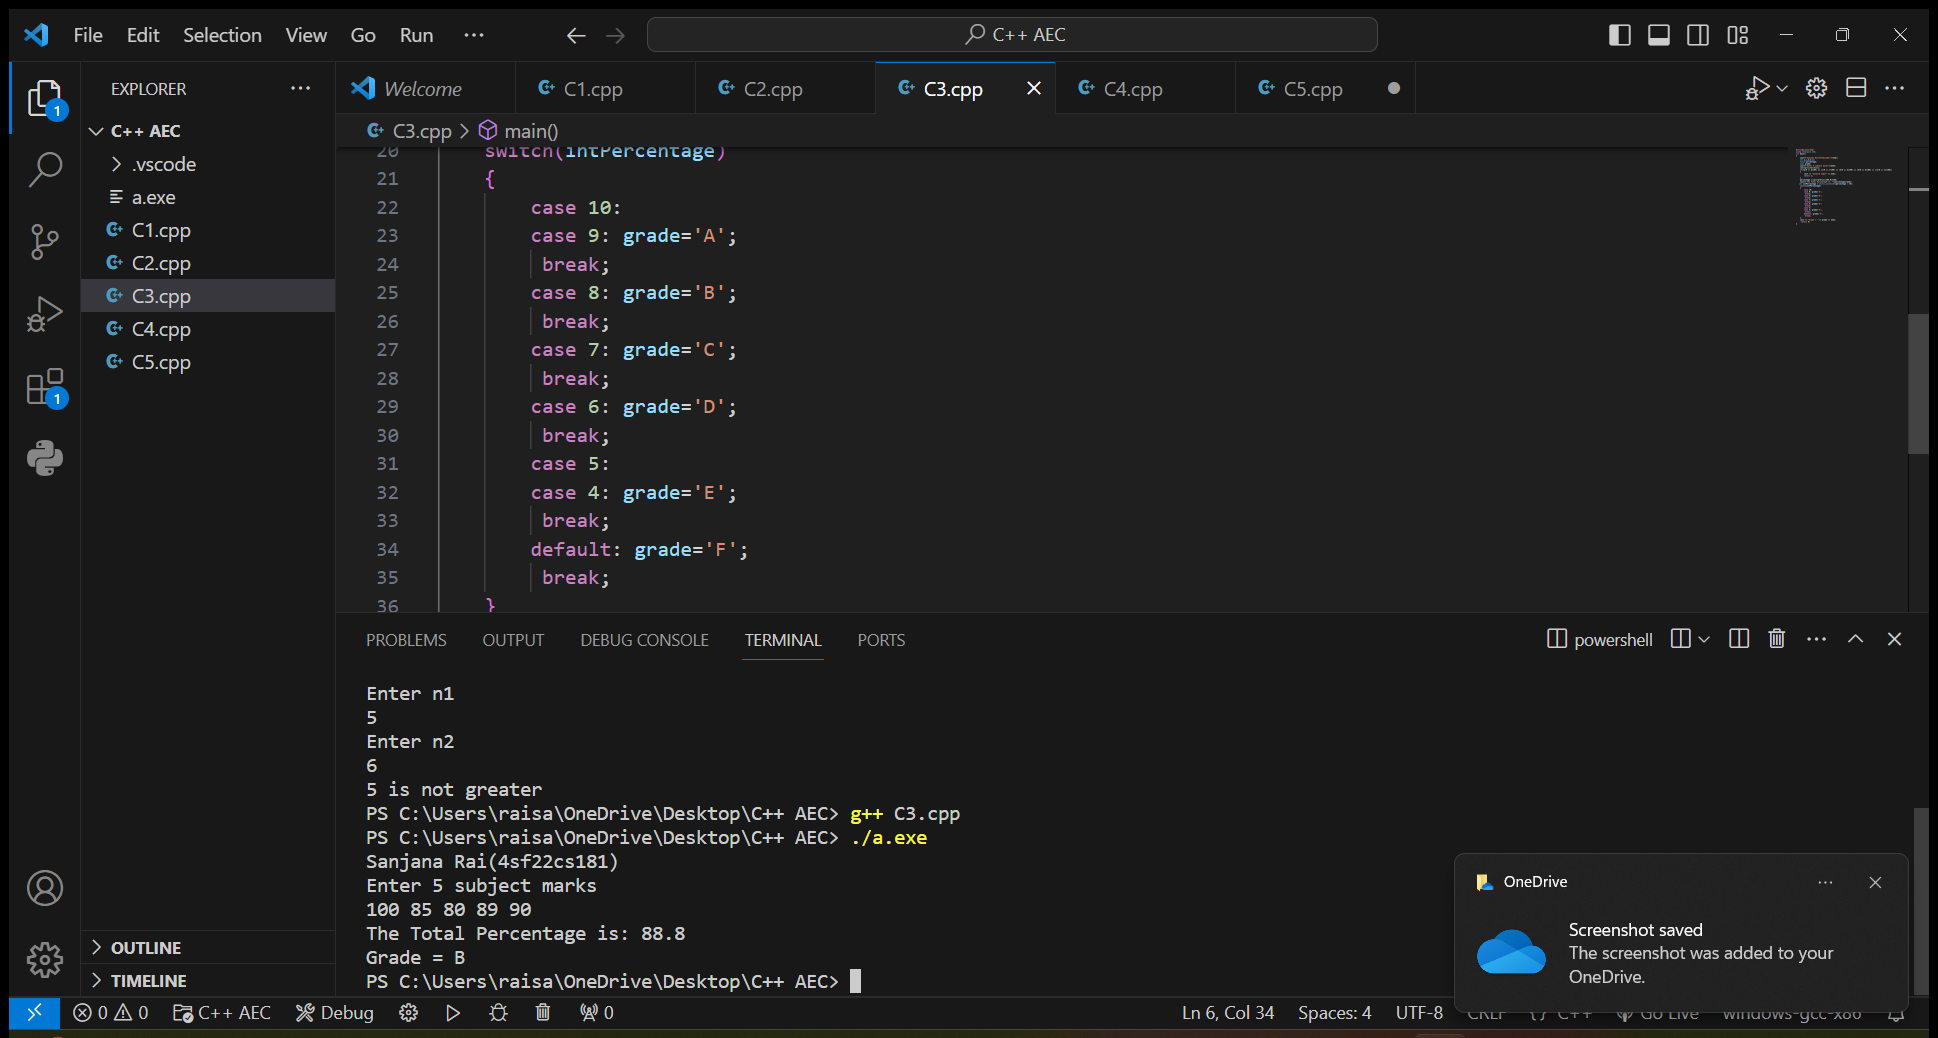 File Edit Selection View Go Run ···
C++ AEC
EXPLORER ···
C++ AEC
.vscode
a.exe
C1.cpp
C2.cpp
C3.cpp
C4.cpp
C5.cpp
OUTLINE
TIMELINE
1
1
Welcome C1.cpp C2.cpp C3.cpp C4.cpp C5.cpp
C3.cpp > main()
20 switch(intPercentage)
21 {
22 case 10:
23 case 9: grade='A';
24 break;
25 case 8: grade='B';
26 break;
27 case 7: grade='C';
28 break;
29 case 6: grade='D';
30 break;
31 case 5:
32 case 4: grade='E';
33 break;
34 default: grade='F';
35 break;
36 }
PROBLEMS OUTPUT DEBUG CONSOLE TERMINAL PORTS
powershell
Enter n1
5
Enter n2
6
5 is not greater
PS C:\Users\raisa\OneDrive\Desktop\C++ AEC> g++ C3.cpp
PS C:\Users\raisa\OneDrive\Desktop\C++ AEC> ./a.exe
Sanjana Rai(4sf22cs181)
Enter 5 subject marks
100 85 80 89 90
The Total Percentage is: 88.8
Grade = B
PS C:\Users\raisa\OneDrive\Desktop\C++ AEC>
OneDrive
Screenshot saved
The screenshot was added to your
OneDrive.
0 0 C++ AEC Debug 0 Ln 6, Col 34 Spaces: 4 UTF-8 CRLF {} C++ Go Live windows-gcc-x86